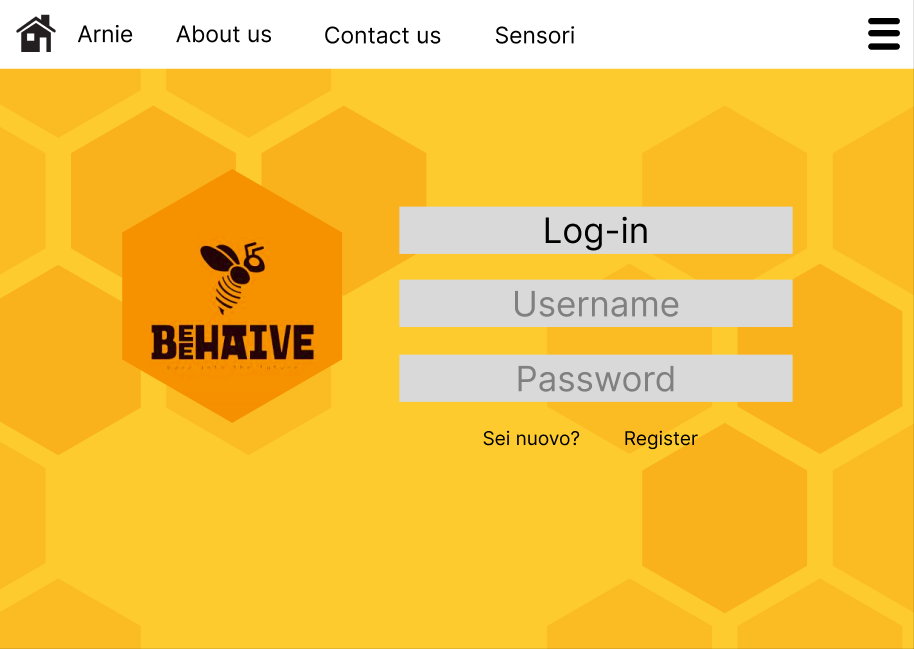 Arnie About us Contact us Sensori
Log-in
Username
BEEHAIVE
Password
Sei nuovo? Register